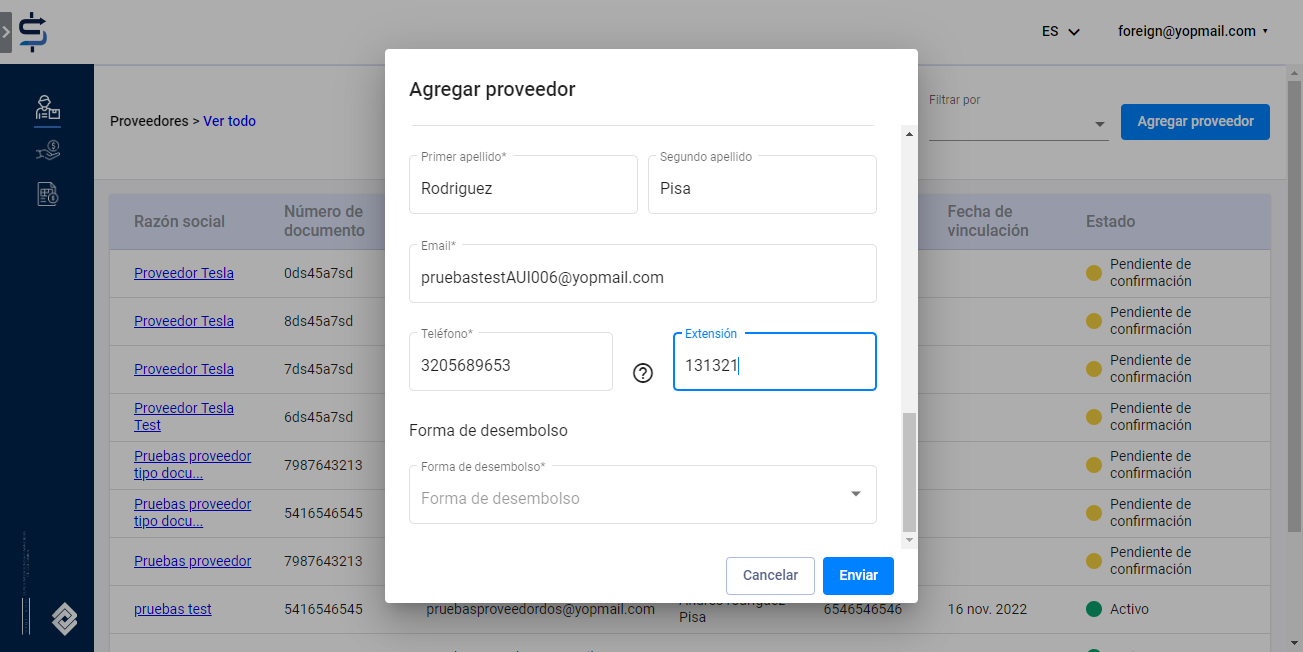 ES
foreign@yopmail.com
Agregar proveedor
Filtrar por
Proveedores > Ver todo
Agregar proveedor
Primer apellido*
Segundo apellido
Rodriguez
Pisa
Razón social
Número de
documento
Fecha de
vinculación
Estado
Email*
pruebastestAUI006@yopmail.com
Proveedor Tesla
0ds45a7sd
Pendiente de
confirmación
Proveedor Tesla
8ds45a7sd
Pendiente de
confirmación
Teléfono*
Extensión
3205689653
131321
Proveedor Tesla
7ds45a7sd
Pendiente de
confirmación
Proveedor Tesla
Test
6ds45a7sd
Pendiente de
confirmación
Forma de desembolso
Pruebas proveedor
tipo docu...
7987643213
Pendiente de
confirmación
Forma de desembolso*
Forma de desembolso
Pruebas proveedor
tipo docu...
5416546545
Pendiente de
confirmación
Pruebas proveedor
7987643213
Pendiente de
confirmación
Cancelar
Enviar
pruebas test
5416546545
pruebasproveedordos@yopmail.com
Andres rodriguez
Pisa
6546546546
16 nov. 2022
Activo